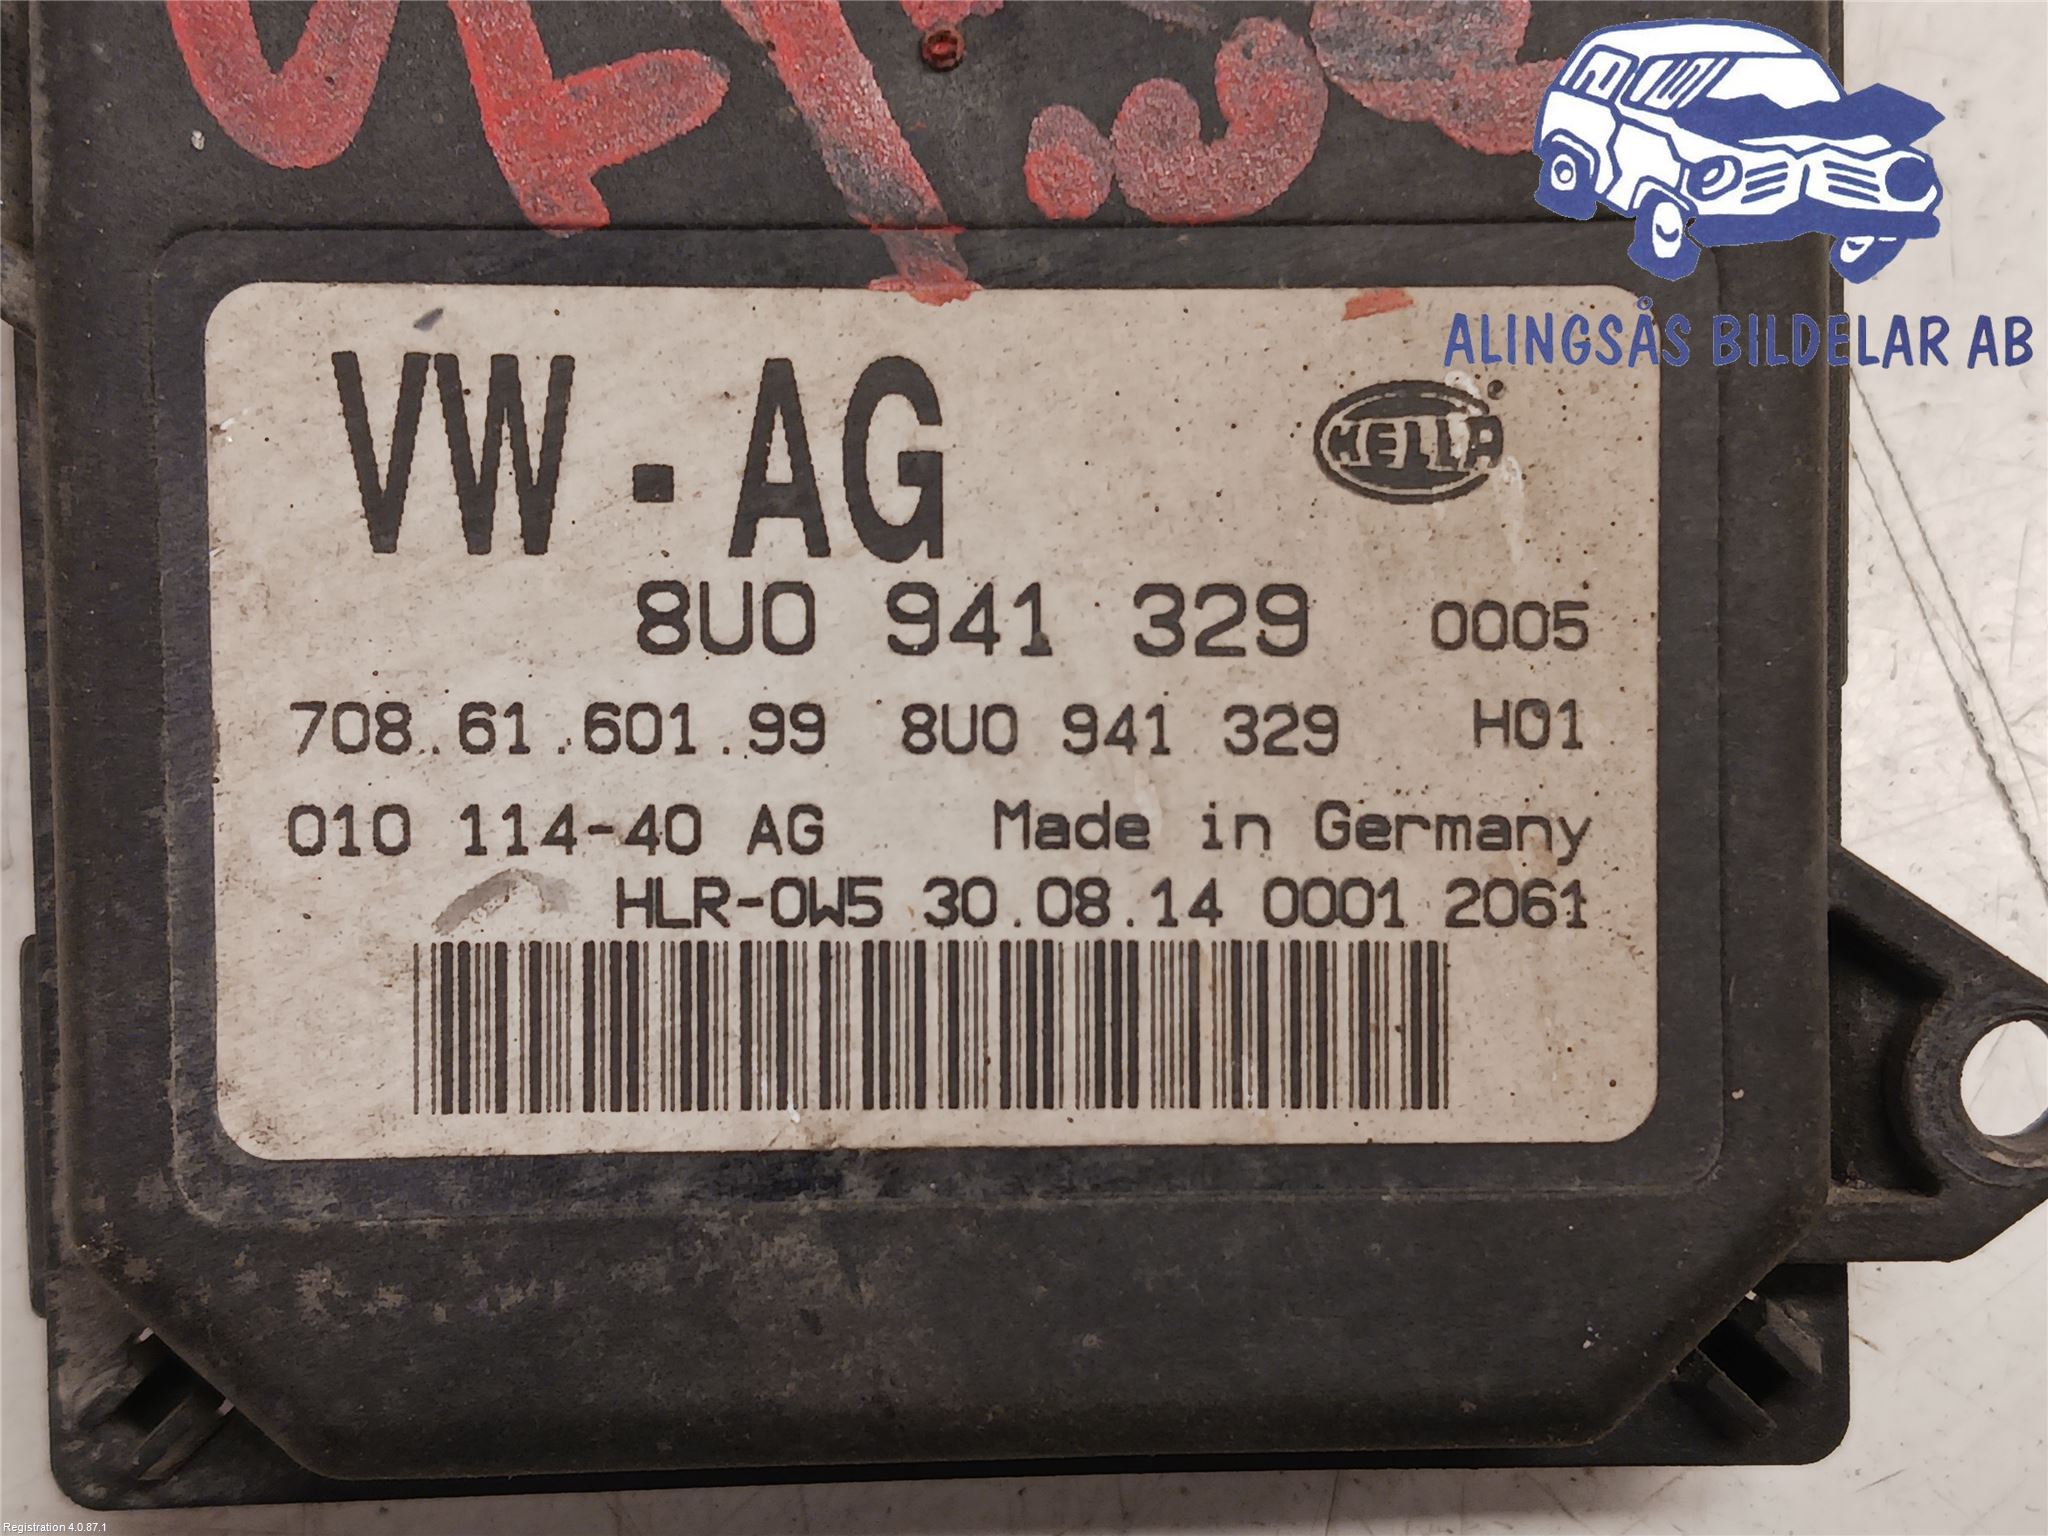 ALINGSÅS BILDELAR AB
VW-AG
HELLA
8U0 941 329 0005
708.61.601.99 8U0 941 329 H01
010 114-40 AG Made in Germany
HLR-0W5 30.08.14 0001 2061
Registration 4.0.87.1